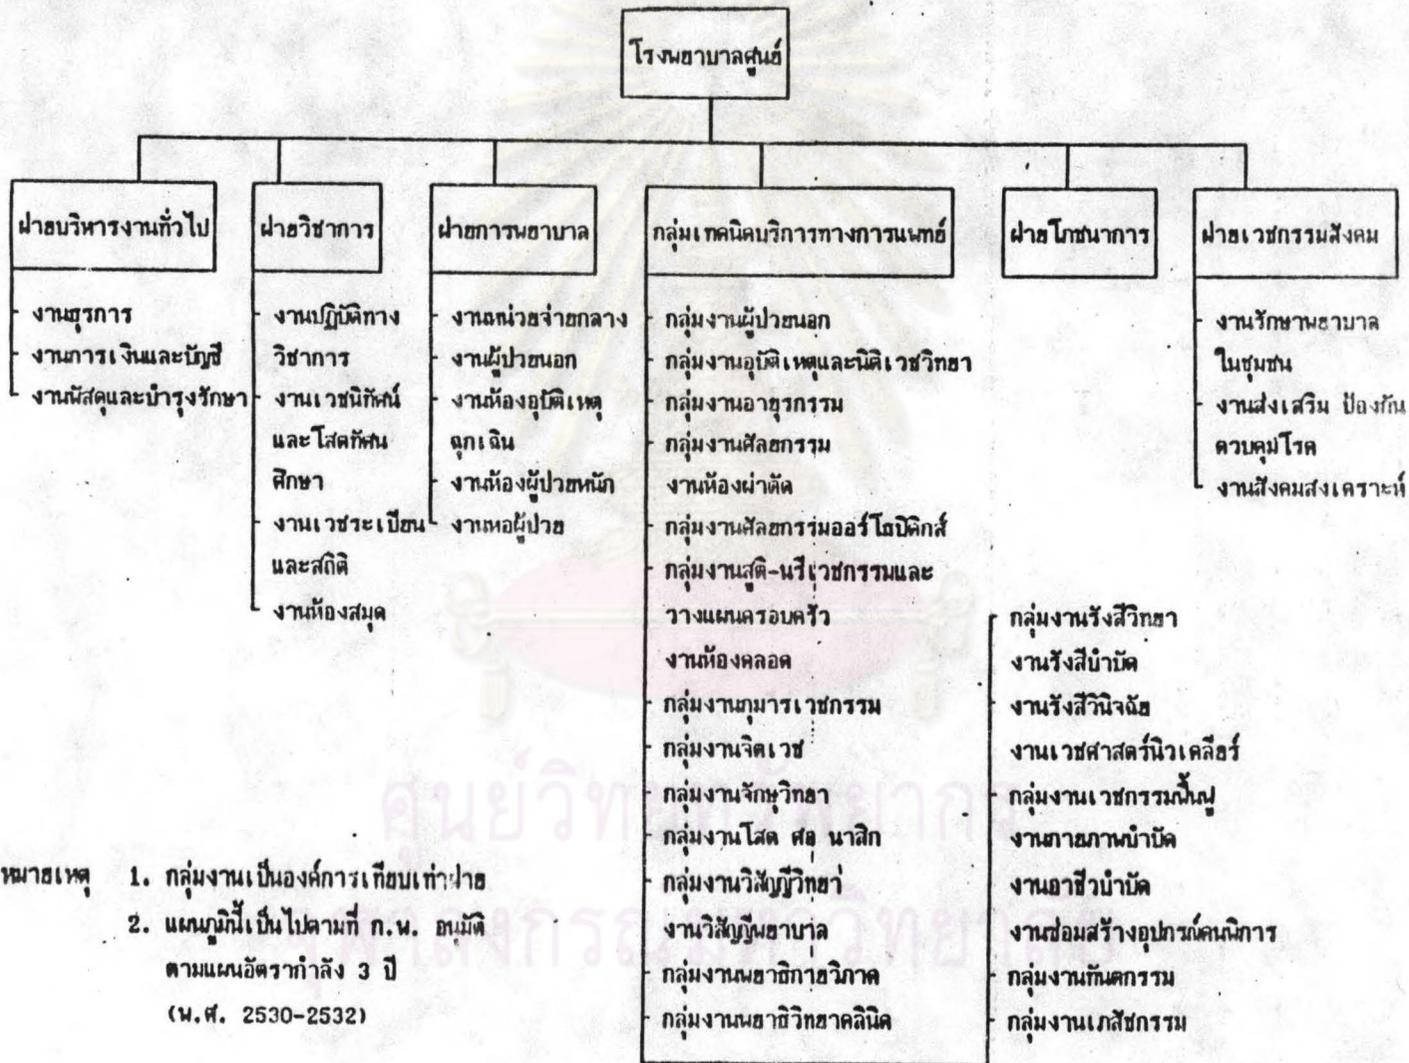 โรงพยาบาลศูนย์
ฝ่ายบริหารงานทั่วไป
งานธุรการ
งานการเงินและบัญชี
งานพัสดุและบำรุงรักษา
ฝ่ายวิชาการ
งานปฏิบัติทาง
วิชาการ
งานเวชนิทัศน์
และโสตทัศน
ศึกษา
งานเวชระเบียน
และสถิติ
งานห้องสมุด
ฝ่ายการพยาบาล
งานหน่วยจ่ายกลาง
งานผู้ป่วยนอก
งานห้องอุบัติเหตุ
ฉุกเฉิน
งานห้องผู้ป่วยหนัก
งานหอผู้ป่วย
กลุ่มเทคนิคบริการทางการแพทย์
กลุ่มงานผู้ป่วยนอก
กลุ่มงานอุบัติเหตุและนิติเวชวิทยา
กลุ่มงานอายุรกรรม
กลุ่มงานศัลยกรรม
งานห้องผ่าตัด
กลุ่มงานศัลยกรรมออร์โธปิดิกส์
กลุ่มงานสูติ-นรีเวชกรรมและ
วางแผนครอบครัว
งานห้องคลอด
กลุ่มงานกุมารเวชกรรม
กลุ่มงานจิตเวช
กลุ่มงานจักษุวิทยา
กลุ่มงานโสต ศอ นาสิก
กลุ่มงานวิสัญญีวิทยา
งานวิสัญญีพยาบาล
กลุ่มงานพยาธิกายวิภาค
กลุ่มงานพยาธิวิทยาคลินิค
กลุ่มงานรังสีวิทยา
งานรังสีบำบัด
งานรังสีวินิจฉัย
งานเวชศาสตร์นิวเคลียร์
กลุ่มงานเวชกรรมฟื้นฟู
งานกายภาพบำบัด
งานอาชีวบำบัด
งานซ่อมสร้างอุปกรณ์คนพิการ
กลุ่มงานทันตกรรม
กลุ่มงานเภสัชกรรม
ฝ่ายโภชนาการ
ฝ่ายเวชกรรมสังคม
งานรักษาพยาบาล
ในชุมชน
งานส่งเสริม ป้องกัน
ควบคุมโรค
งานสังคมสงเคราะห์
หมายเหตุ 1. กลุ่มงานเป็นองค์การเทียบเท่าฝ่าย
2. แผนภูมินี้เป็นไปตามที่ ก.พ. อนุมัติ
ตามแผนอัตรากำลัง 3 ปี
(พ.ศ. 2530-2532)
ศูนย์วิทยทรัพยากร
จุฬาลงกรณ์มหาวิทยาลัย